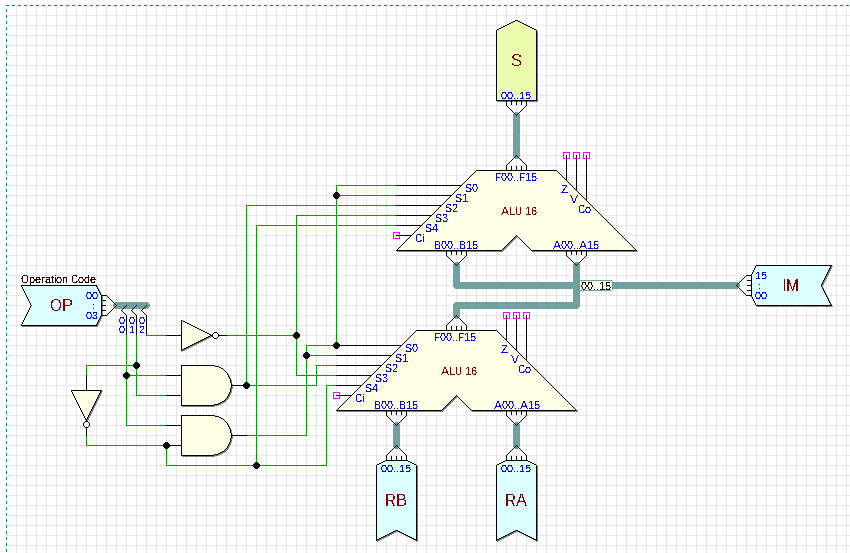 S
00..15
F00..F15
S0
S1
S2
S3
S4
Ci
ALU 16
Z
V
Co
B00..B15
A00..A15
Operation Code
OP
00
:
03
0
0
0
1
0
2
00..15
15
:
00
IM
F00..F15
S0
S1
S2
S3
S4
Ci
ALU 16
Z
V
Co
B00..B15
A00..A15
00..15
RB
00..15
RA